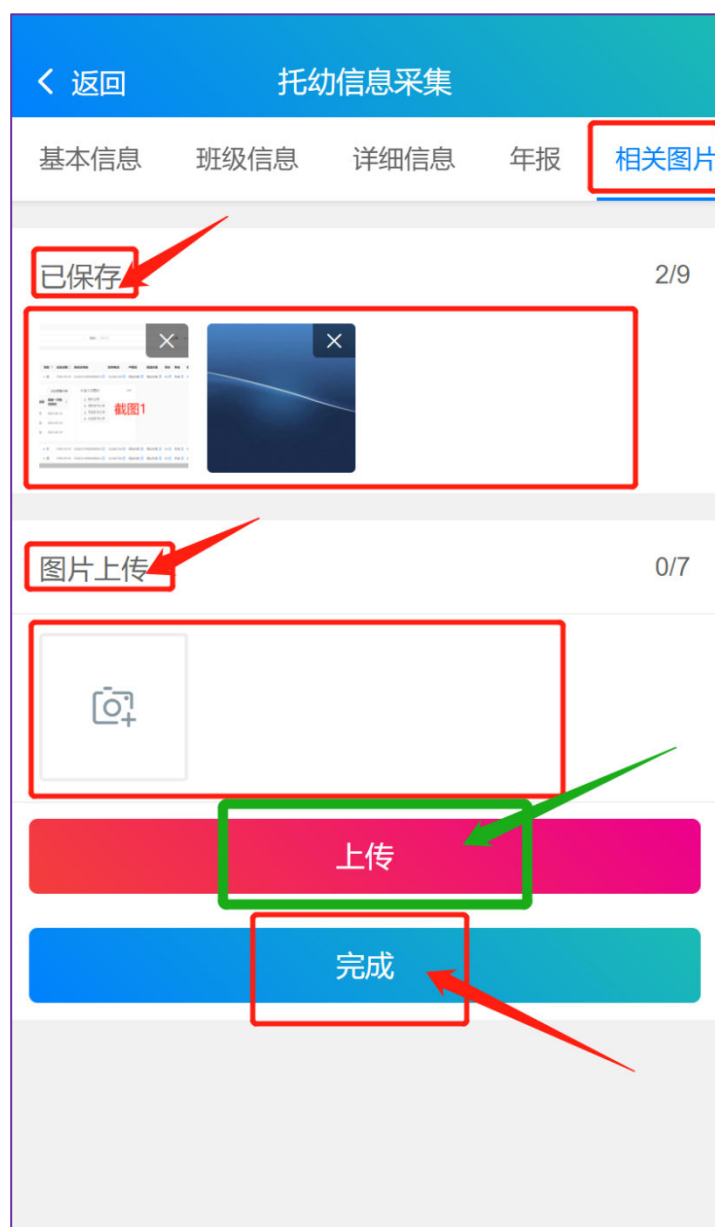 返回 托幼信息采集
基本信息 班级信息 详细信息 年报 相关图片
已保存 2/9
截图1
图片上传 0/7
上传
完成